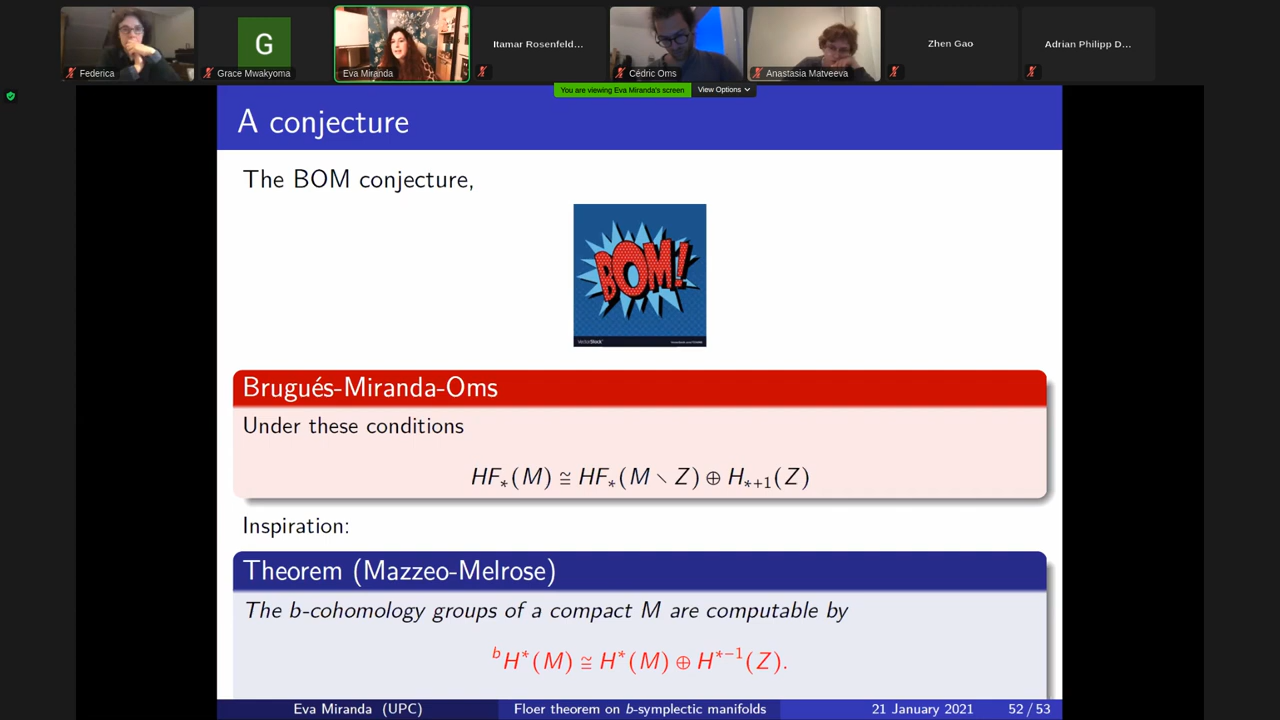 G
Itamar Rosenfeld...
Zhen Gao
Adrian Philipp D...
Federica
Grace Mwakyoma
Eva Miranda
Cédric Oms
Anastasia Matveeva
You are viewing Eva Miranda's screen
View Options
A conjecture
The BOM conjecture,
BOM!
VectorStock
Brugués-Miranda-Oms
Under these conditions
HF_*(M) ≅ HF_*(M ∖ Z) ⊕ H_{*+1}(Z)
Inspiration:
Theorem (Mazzeo-Melrose)
The b-cohomology groups of a compact M are computable by
^bH^*(M) ≅ H^*(M) ⊕ H^{*−1}(Z).
Eva Miranda (UPC)
Floer theorem on b-symplectic manifolds
21 January 2021
52 / 53